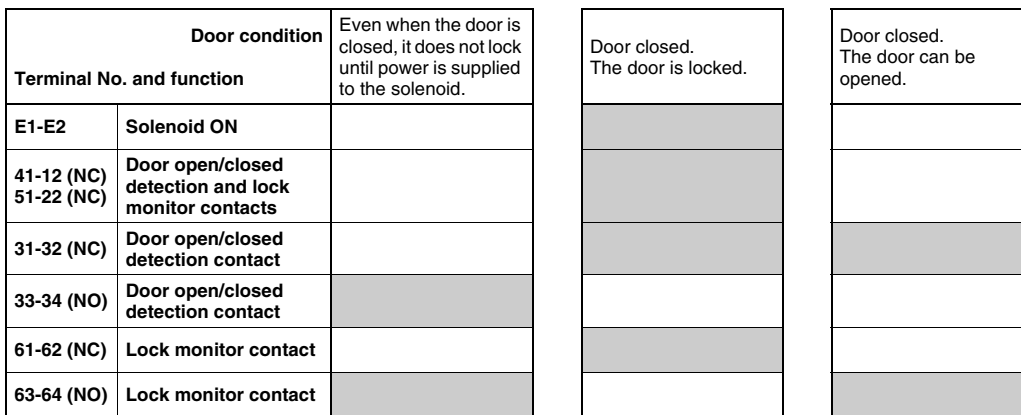 Door condition
Terminal No. and function
Even when the door is
closed, it does not lock
until power is supplied
to the solenoid.
Door closed.
The door is locked.
Door closed.
The door can be
opened.
E1-E2
Solenoid ON
41-12 (NC)
51-22 (NC)
Door open/closed
detection and lock
monitor contacts
31-32 (NC)
Door open/closed
detection contact
33-34 (NO)
Door open/closed
detection contact
61-62 (NC)
Lock monitor contact
63-64 (NO)
Lock monitor contact